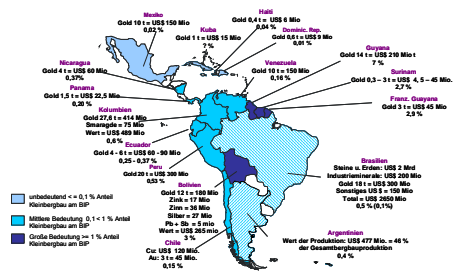 Mexiko
Gold 10 t = US$ 150 Mio
0,02 %
Kuba
Gold 1 t = US$ 15 Mio
? %
Haiti
Gold 0,4 t = US$ 6 Mio
0,04 %
Dominic. Rep.
Gold 0,6 t = US$ 9 Mio
0,01 %
Guyana
Gold 14 t = US$ 210 Mio t
7 %
Surinam
Gold 0,3 – 3 t = US$ 4, 5 – 45 Mio.
2,7 %
Franz. Guayana
Gold 3 t = US$ 45 Mio
2,9 %
Venezuela
Gold 10 t = 150 Mio
0,16 %
Nicaragua
Gold 4 t = US$ 60 Mio
0,37%
Panama
Gold 1,5 t = US$ 22,5 Mio
0,20 %
Kolumbien
Gold 27,6 t = 414 Mio
Smaragde = 75 Mio
Wert = US$ 489 Mio
0,6 %
Ecuador
Gold 4 - 6 t = US$ 60 - 90 Mio
0,25 - 0,37 %
Peru
Gold 20 t = US$ 300 Mio
0,53 %
Bolivien
Gold 12 t = US$ 180 Mio
Zink = 17 Mio
Zinn = 36 Mio
Silber = 27 Mio
Pb + Sb = 5 mio
Wert = US$ 265 mio
3 %
Chile
Cu: US$ 120 Mio.
Au: 3 t = 45 Mio.
0,15 %
Brasilien
Steine u. Erden: US$ 2 Mrd
Industriemineral: US$ 200 Mio
Gold 18 t = US$ 300 Mio
Sonstiges US $ = 150 Mio
Total = US$ 2650 Mio
0,5 % (0,1%)
Argentinien
Wert der Produktion: US$ 477 Mio. = 46 %
der Gesamtbergbauproduktion
0,4 %
unbedeutend < = 0,1 % Anteil
Kleinbergbau am BIP
Mittlere Bedeutung 0,1 < 1 % Anteil
Kleinbergbau am BIP
Große Bedeutung >= 1 % Anteil
Kleinbergbau am BIP